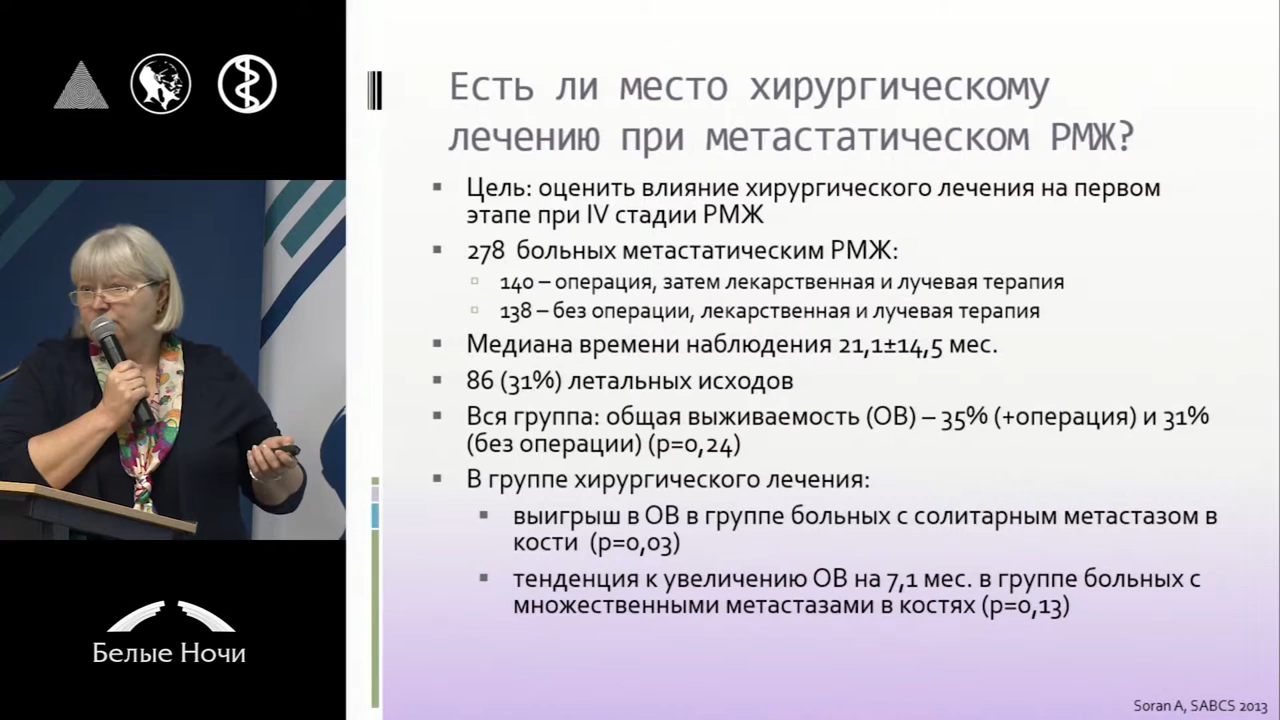 Есть ли место хирургическому
лечению при метастатическом РМЖ?
▪ Цель: оценить влияние хирургического лечения на первом
этапе при IV стадии РМЖ
▪ 278 больных метастатическим РМЖ:
▫ 140 – операция, затем лекарственная и лучевая терапия
▫ 138 – без операции, лекарственная и лучевая терапия
▪ Медиана времени наблюдения 21,1±14,5 мес.
▪ 86 (31%) летальных исходов
▪ Вся группа: общая выживаемость (ОВ) – 35% (+операция) и 31%
(без операции) (p=0,24)
▪ В группе хирургического лечения:
▪ выигрыш в ОВ в группе больных с солитарным метастазом в
кости (p=0,03)
▪ тенденция к увеличению ОВ на 7,1 мес. в группе больных с
множественными метастазами в костях (p=0,13)
Soran A, SABCS 2013
Белые Ночи